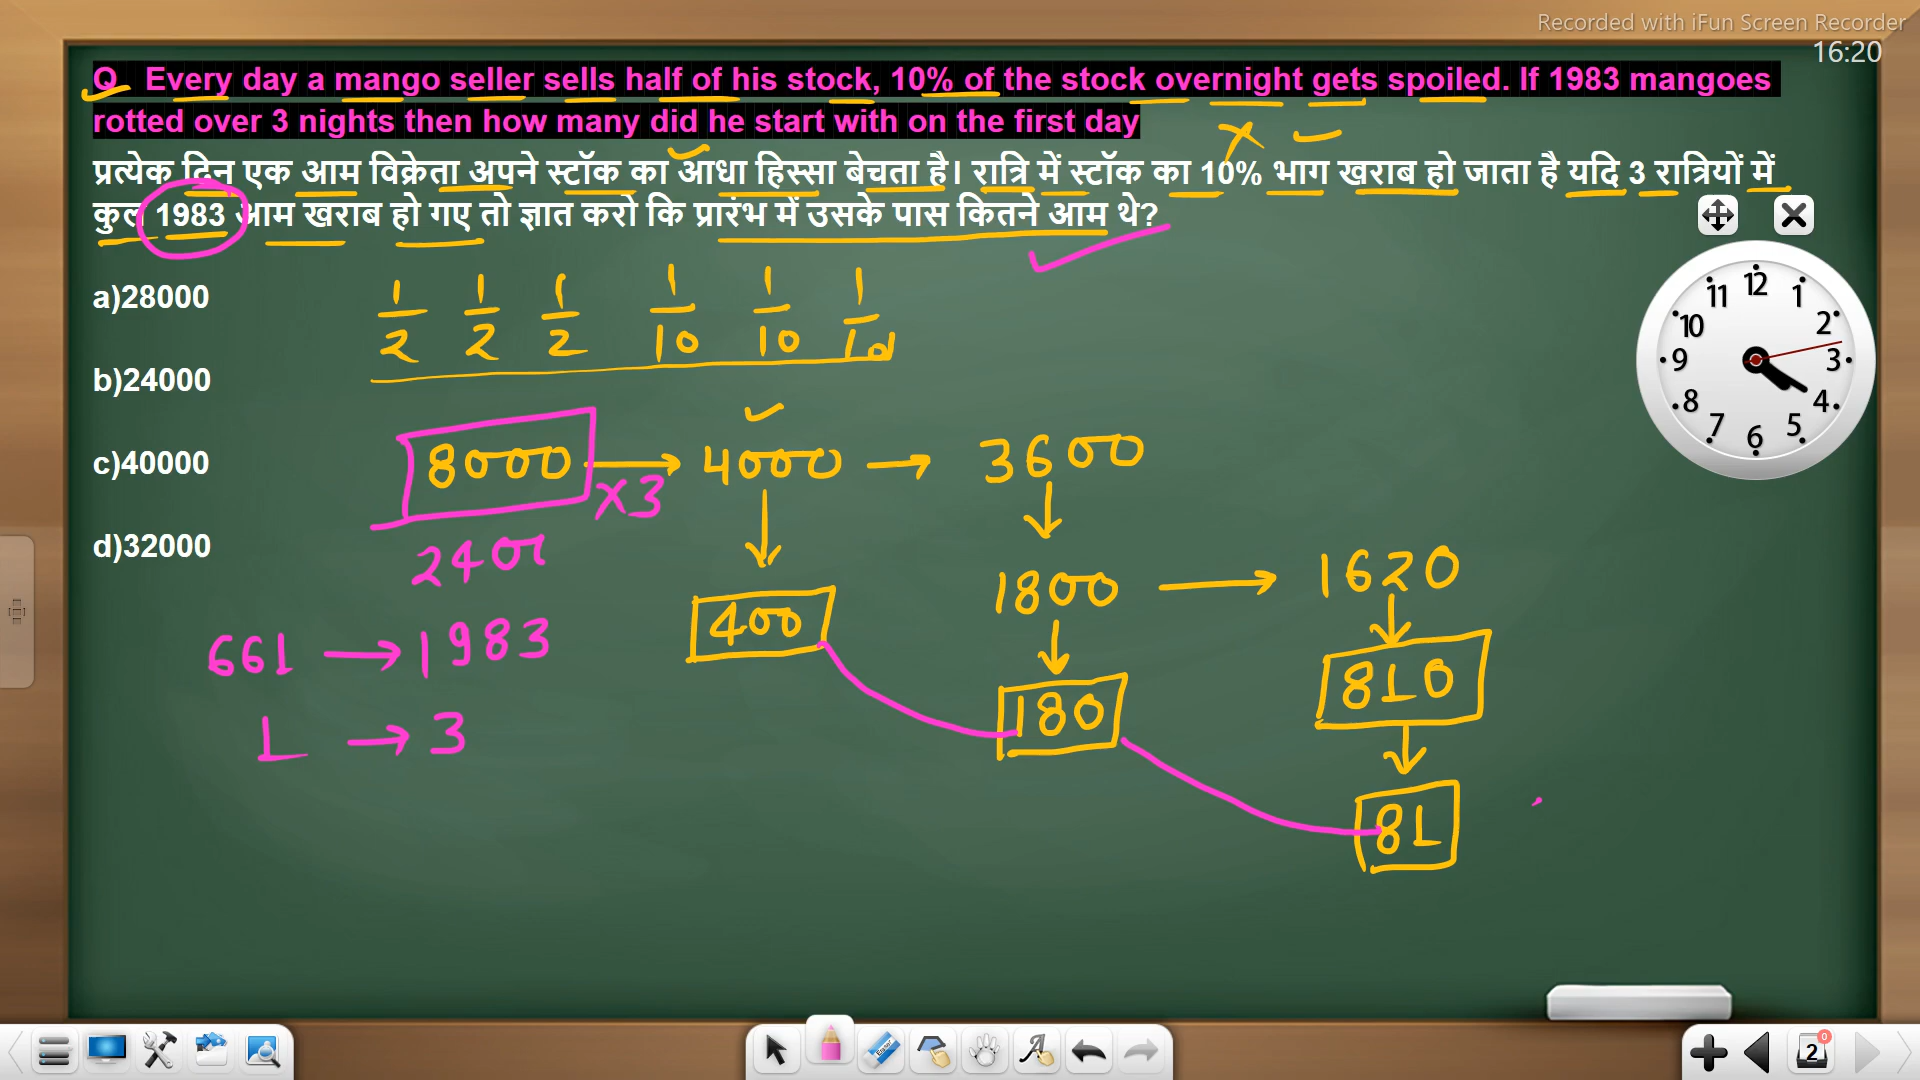 Recorded with iFun Screen Recorder
16:20
Q. Every day a mango seller sells half of his stock, 10% of the stock overnight gets spoiled. If 1983 mangoes
rotted over 3 nights then how many did he start with on the first day
प्रत्येक दिन एक आम विक्रेता अपने स्टॉक का आधा हिस्सा बेचता है। रात्रि में स्टॉक का 10% भाग खराब हो जाता है यदि 3 रात्रियों में
कुल 1983 आम खराब हो गए तो ज्ञात करो कि प्रारंभ में उसके पास कितने आम थे?
a)28000
b)24000
c)40000
d)32000
1/2 1/2 1/2 1/10 1/10 1/10
8000 → 4000 → 3600
×3
2400
400
1800 → 1620
180
810
81
661 → 1983
1 → 3
12 1 2 3 4 5 6 7 8 9 10 11
Eraser
A
2
0